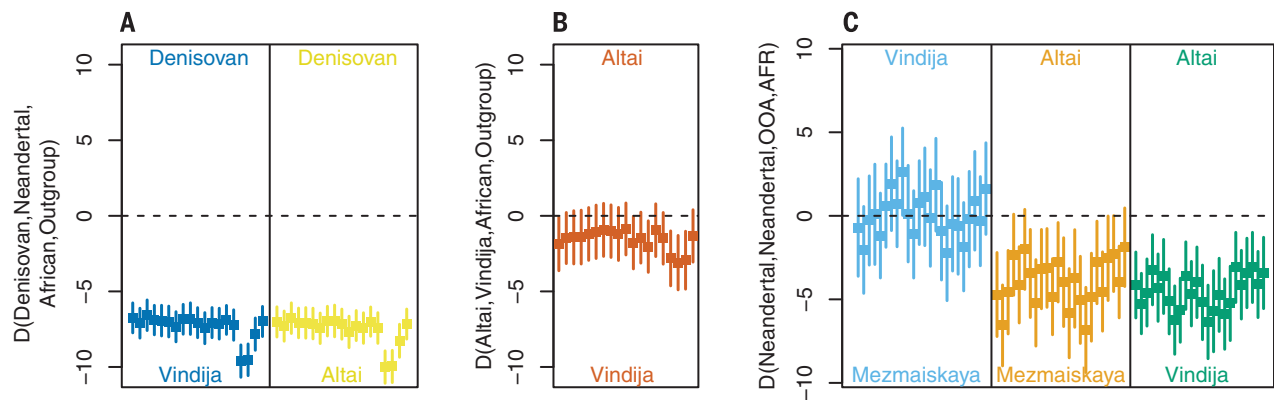 A
D(Denisovan,Neandertal,
African,Outgroup)
10
5
0
−5
−10
Denisovan
Denisovan
Vindija
Altai
B
D(Altai,Vindija,African,Outgroup)
10
5
0
−5
−10
Altai
Vindija
C
D(Neandertal,Neandertal,OOA,AFR)
10
5
0
−5
−10
Vindija
Altai
Altai
Mezmaiskaya
Mezmaiskaya
Vindija